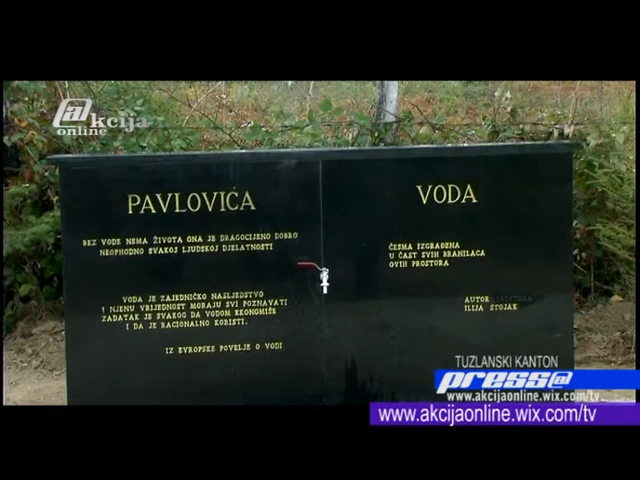 @kcija
online
PAVLOVIĆA
BEZ VODE NEMA ŽIVOTA ONA JE DRAGOCIJENO DOBRO
NEOPHODNO SVAKOJ LJUDSKOJ DJELATNOSTI
VODA JE ZAJEDNIČKO NASLJEDSTVO
I NJENU VRIJEDNOST MORAJU SVI POZNAVATI
ZADATAK JE SVAKOG DA VODOM EKONOMIŠE
I DA JE RACIONALNO KORISTI.
IZ EVROPSKE POVELJE O VODI
VODA
ČESMA IZGRAĐENA
U ČAST SVIH BRANILACA
OVIH PROSTORA
AUTOR
ILIJA STOJAK
TUZLANSKI KANTON
press@
www.akcijaonline.wix.com/tv
www.akcijaonline.wix.com/tv